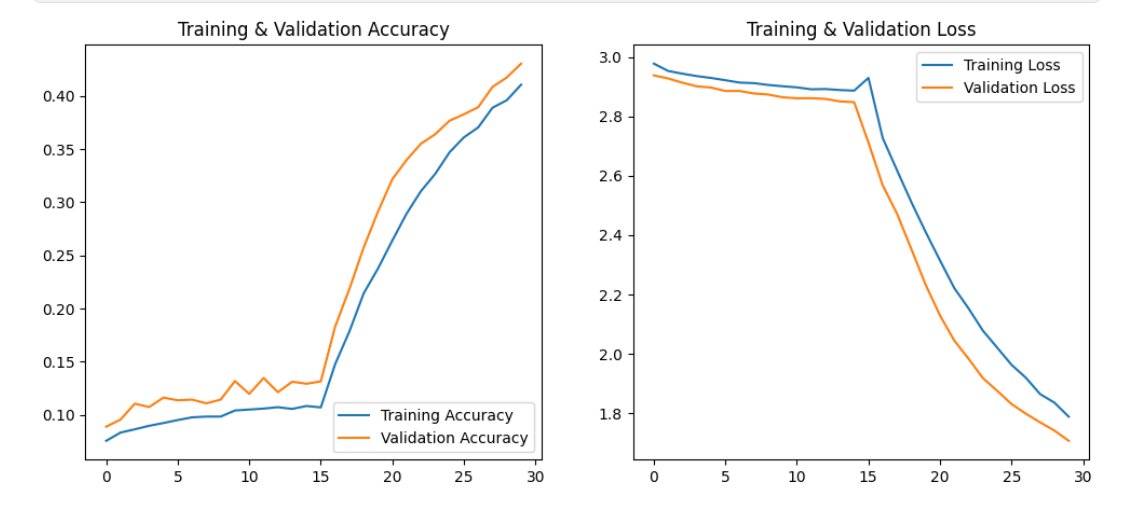 Training & Validation Accuracy
0.40
0.35
0.30
0.25
0.20
0.15
0.10
0 5 10 15 20 25 30
Training Accuracy
Validation Accuracy
Training & Validation Loss
3.0
2.8
2.6
2.4
2.2
2.0
1.8
0 5 10 15 20 25 30
Training Loss
Validation Loss